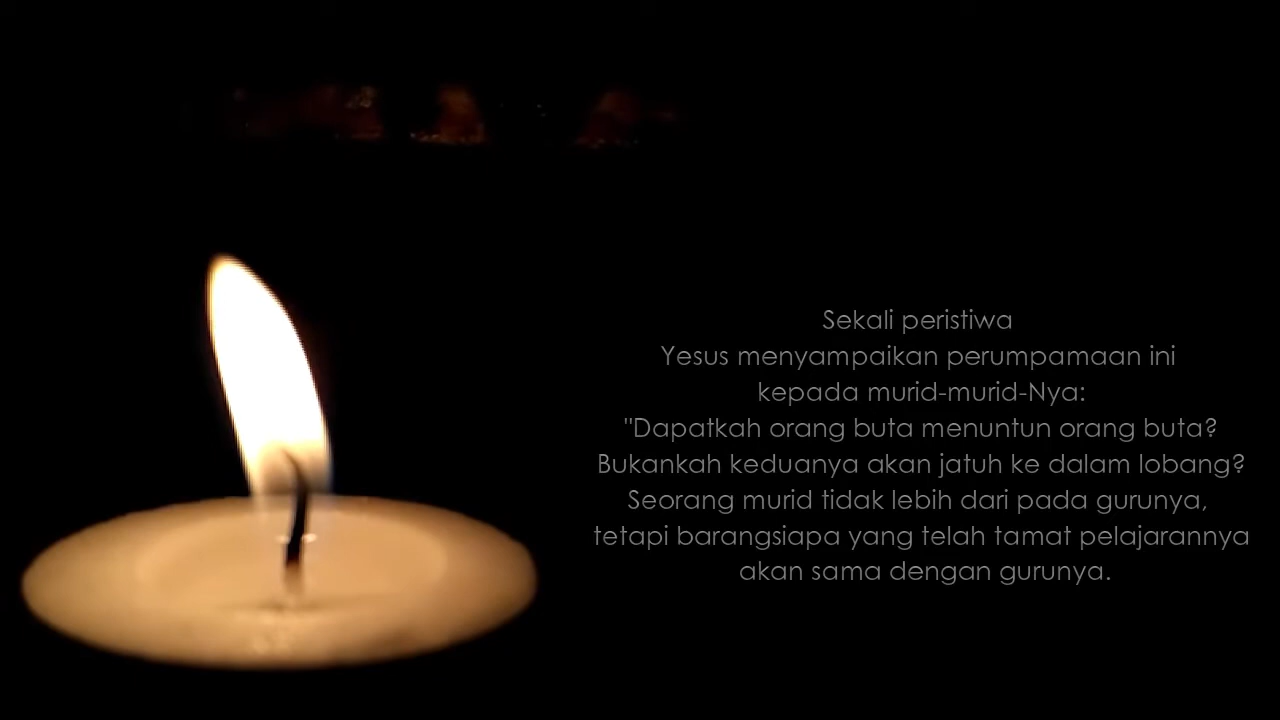 Sekali peristiwa
Yesus menyampaikan perumpamaan ini
kepada murid-murid-Nya:
"Dapatkah orang buta menuntun orang buta?
Bukankah keduanya akan jatuh ke dalam lobang?
Seorang murid tidak lebih dari pada gurunya,
tetapi barangsiapa yang telah tamat pelajarannya
akan sama dengan gurunya.